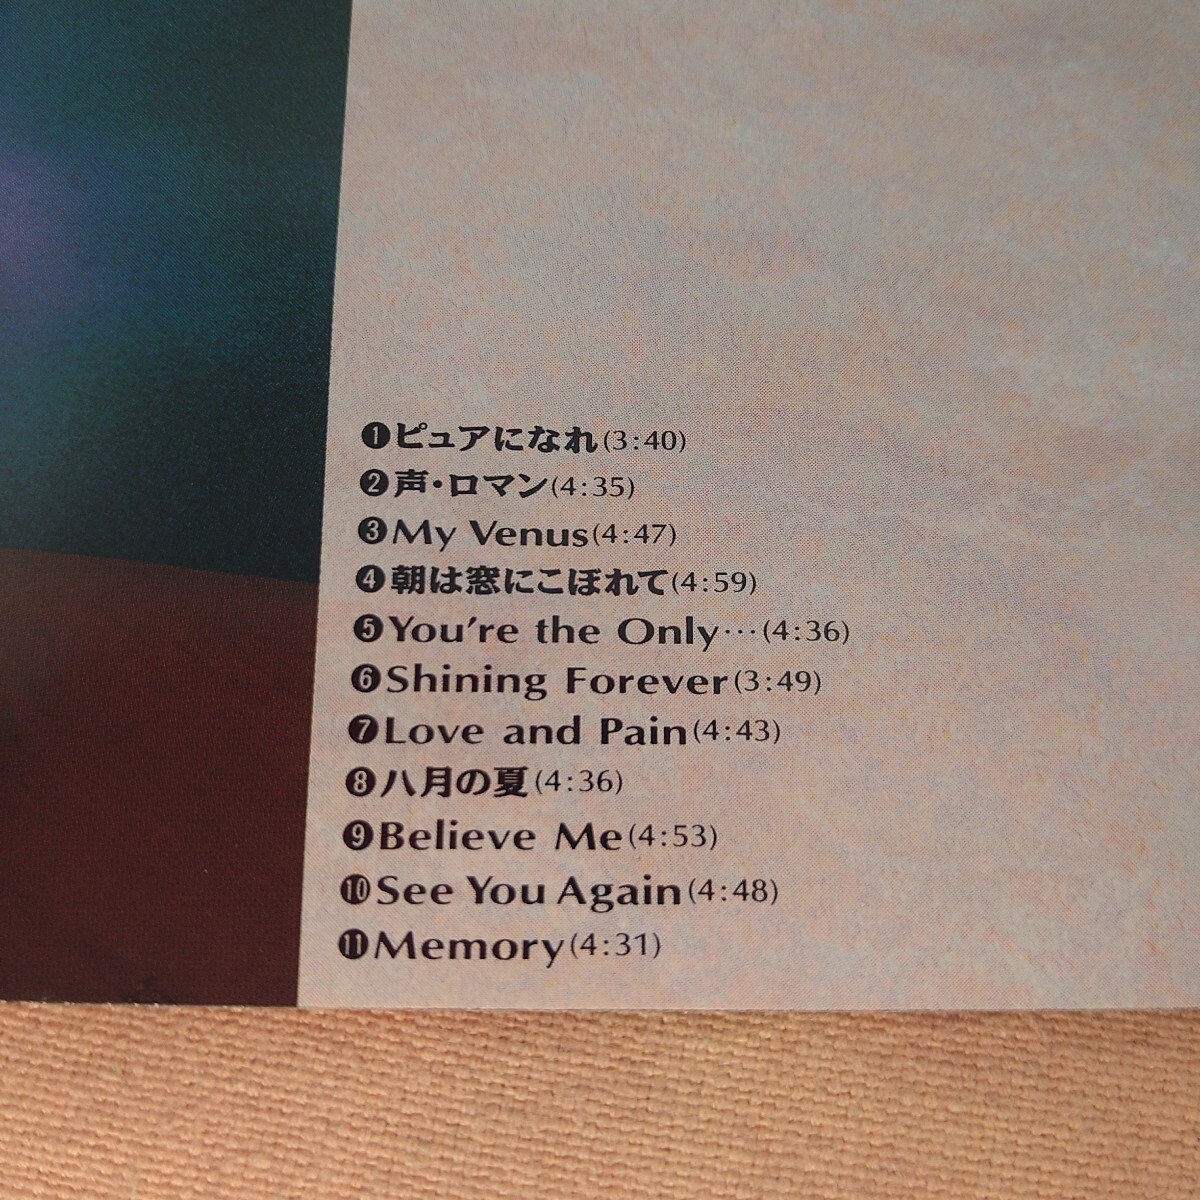 ❶ピュアになれ(3:40)
❷声・ロマン(4:35)
❸My Venus(4:47)
❹朝は窓にこぼれて(4:59)
❺You're the Only…(4:36)
❻Shining Forever(3:49)
❼Love and Pain(4:43)
❽八月の夏(4:36)
❾Believe Me(4:53)
❿See You Again(4:48)
⓫Memory(4:31)